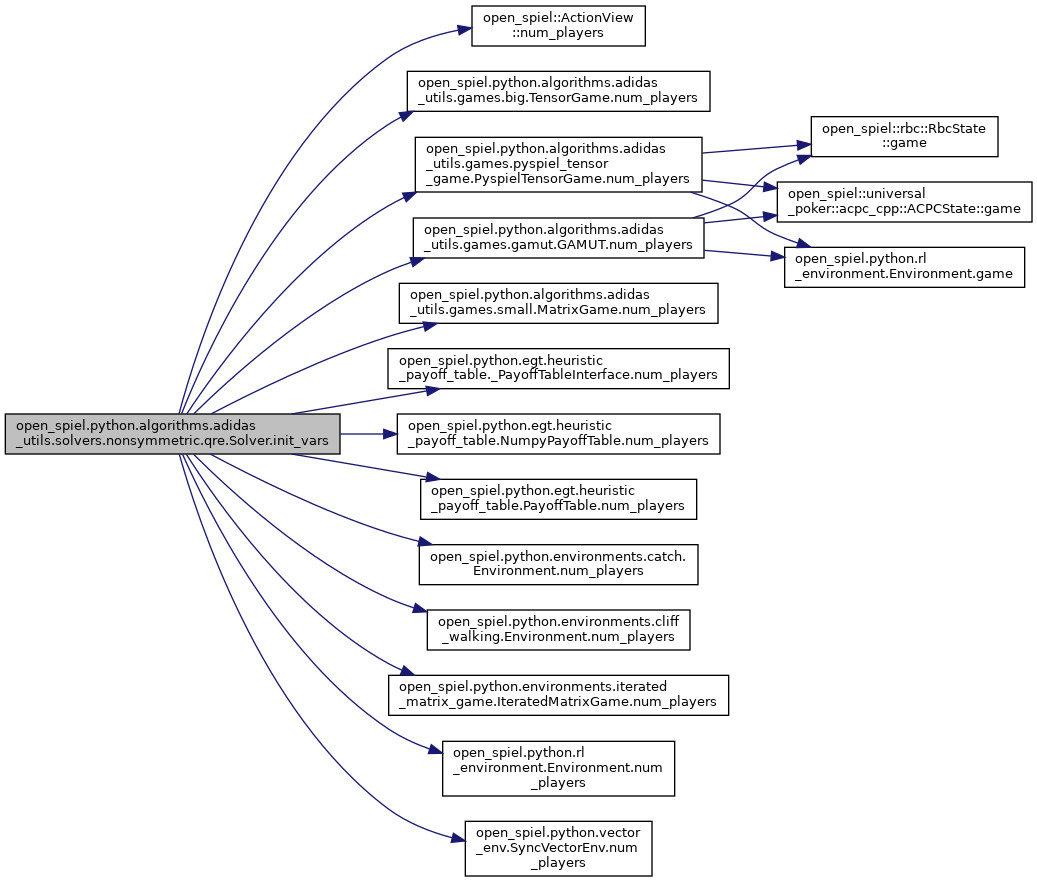 open_spiel::ActionView
::num_players
open_spiel.python.algorithms.adidas
_utils.games.big.TensorGame.num_players
open_spiel.python.algorithms.adidas
_utils.games.pyspiel_tensor
_game.PyspielTensorGame.num_players
open_spiel::rbc::RbcState
::game
open_spiel::universal
_poker::acpc_cpp::ACPCState::game
open_spiel.python.algorithms.adidas
_utils.games.gamut.GAMUT.num_players
open_spiel.python.rl
_environment.Environment.game
open_spiel.python.algorithms.adidas
_utils.games.small.MatrixGame.num_players
open_spiel.python.egt.heuristic
_payoff_table._PayoffTableInterface.num_players
open_spiel.python.algorithms.adidas
_utils.solvers.nonsymmetric.qre.Solver.init_vars
open_spiel.python.egt.heuristic
_payoff_table.NumpyPayoffTable.num_players
open_spiel.python.egt.heuristic
_payoff_table.PayoffTable.num_players
open_spiel.python.environments.catch.
Environment.num_players
open_spiel.python.environments.cliff
_walking.Environment.num_players
open_spiel.python.environments.iterated
_matrix_game.IteratedMatrixGame.num_players
open_spiel.python.rl
_environment.Environment.num
_players
open_spiel.python.vector
_env.SyncVectorEnv.num
_players